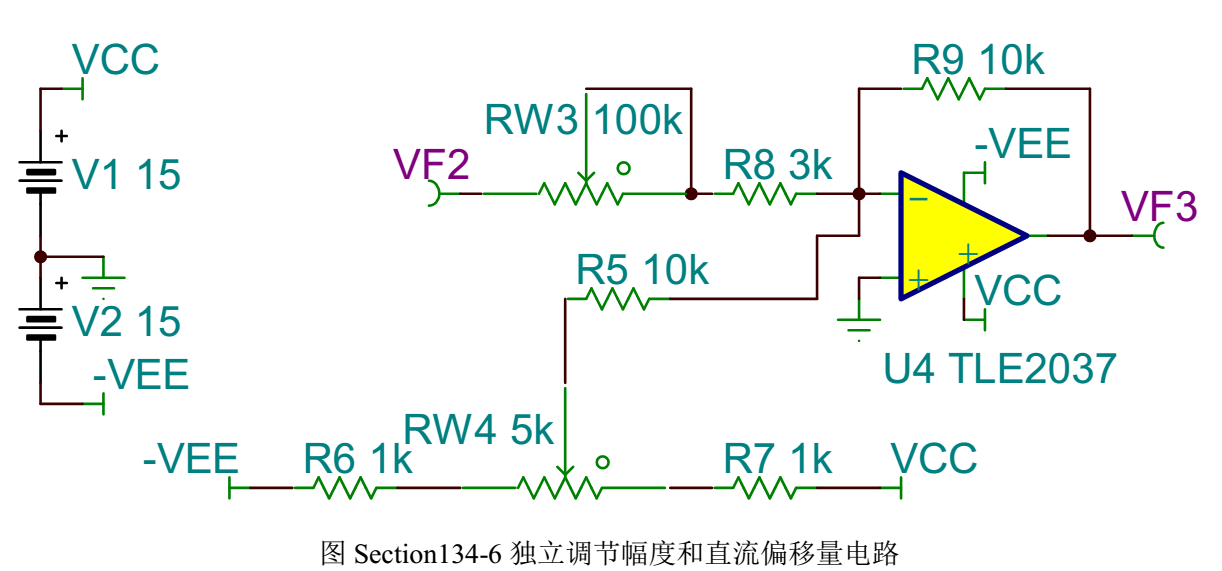 VCC
R9 10k
RW3 100k
-VEE
VF2
R8 3k
+
V1 15
VF3
−
R5 10k
+
+
+
VCC
V2 15
U4 TLE2037
-VEE
RW4 5k
-VEE
R6 1k
R7 1k
VCC
图 Section134-6 独立调节幅度和直流偏移量电路